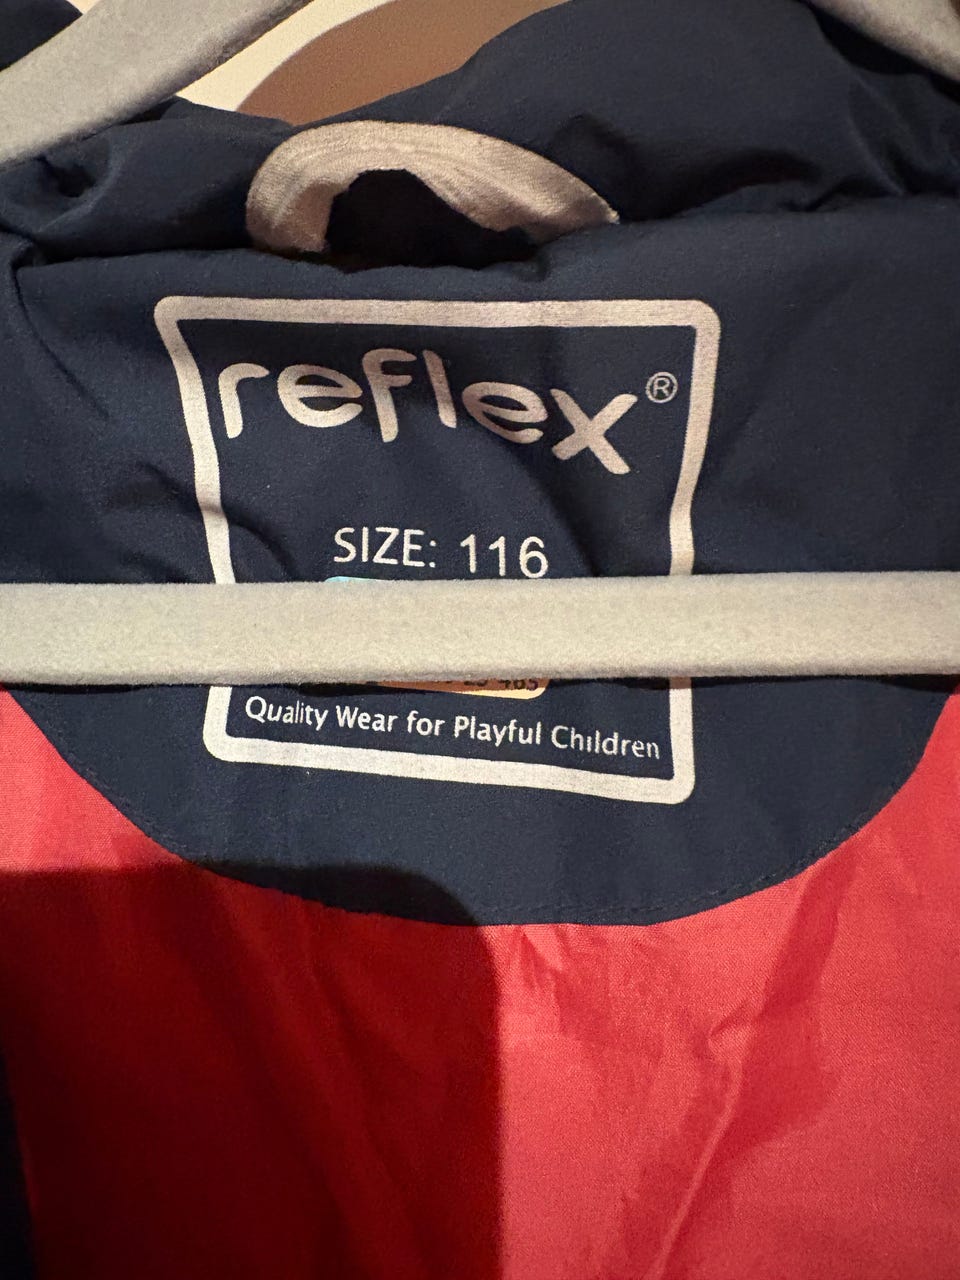 reflex®
SIZE: 116
Quality Wear for Playful Children